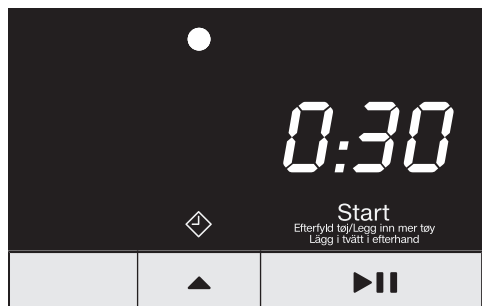 0:30
Start
Efterfyld tøj/Legg inn mer tøy
Lägg i tvätt i efterhand